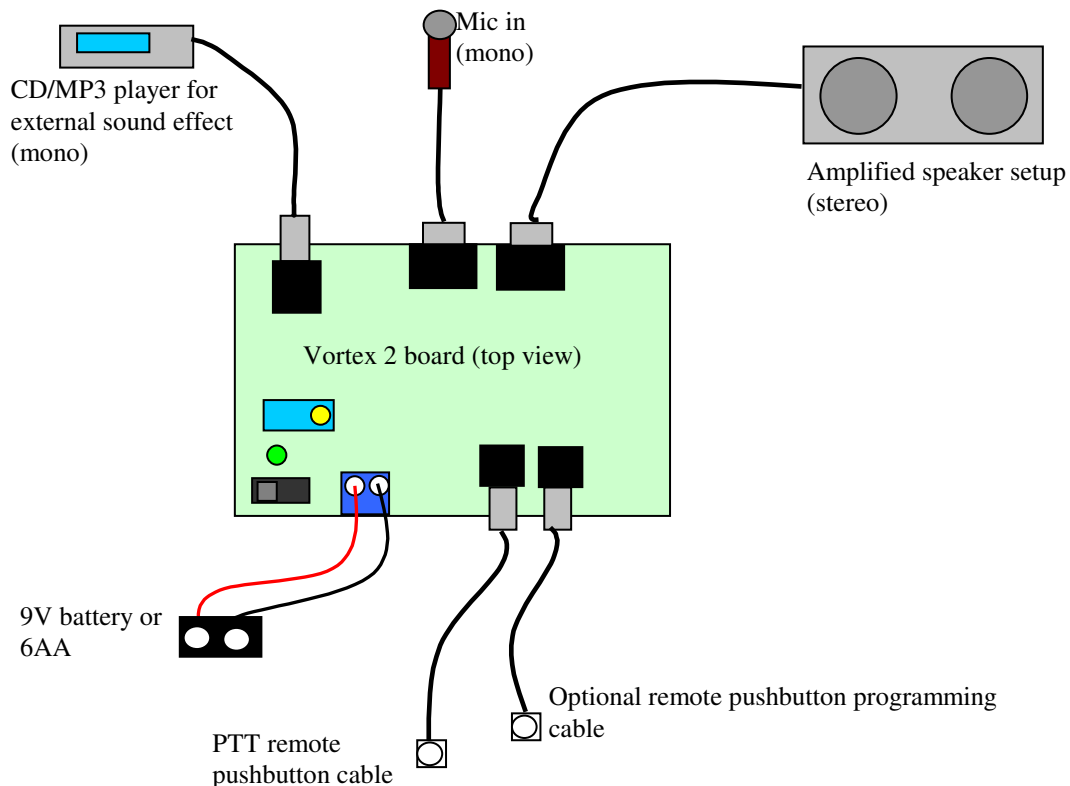 Mic in
(mono)
CD/MP3 player for
external sound effect
(mono)
Amplified speaker setup
(stereo)
Vortex 2 board (top view)
9V battery or
6AA
Optional remote pushbutton programming
cable
PTT remote
pushbutton cable